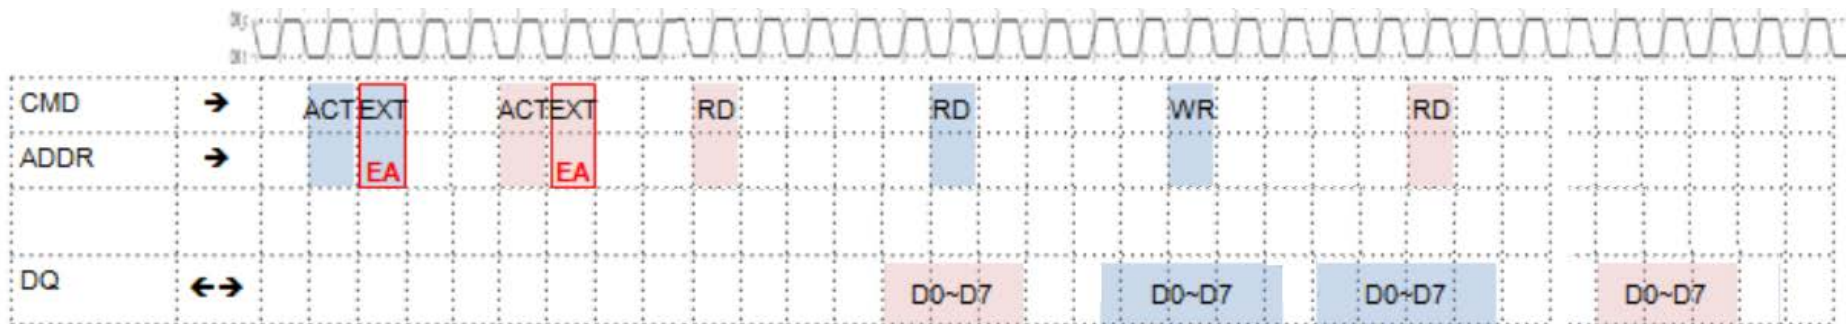 CMD → ACT EXT ACT EXT RD RD WR RD
ADDR → EA EA
DQ ←→ D0~D7 D0~D7 D0~D7 D0~D7